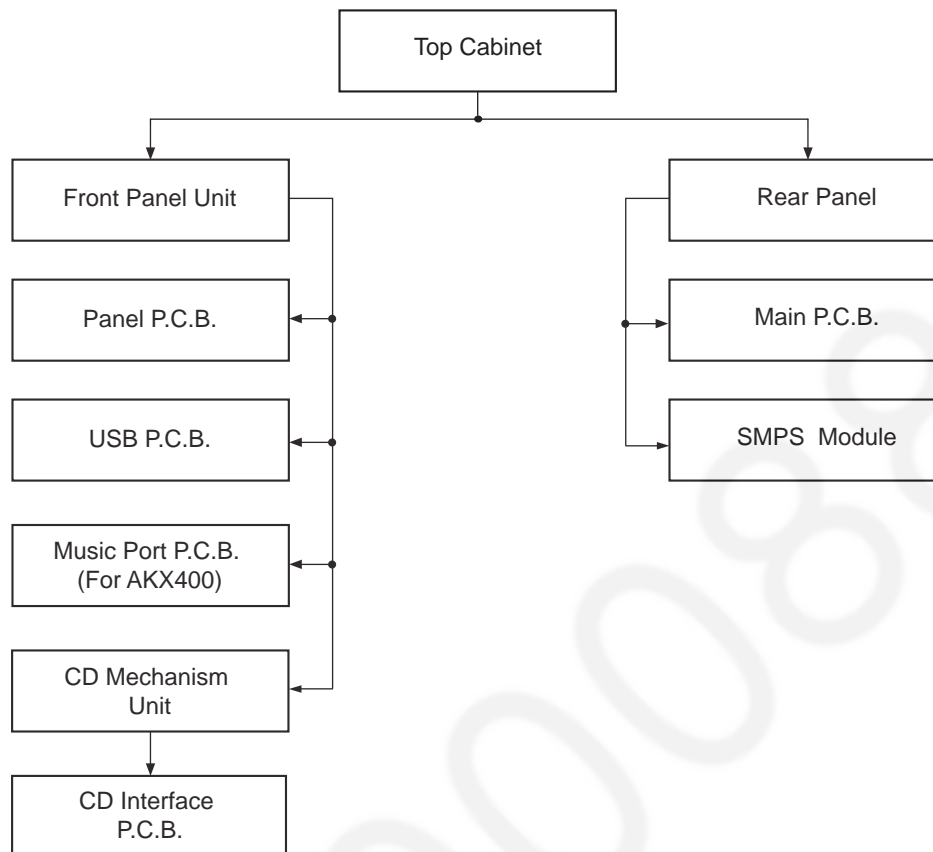 Top Cabinet
Front Panel Unit
Rear Panel
Panel P.C.B.
Main P.C.B.
USB P.C.B.
SMPS Module
Music Port P.C.B.
(For AKX400)
CD Mechanism
Unit
CD Interface
P.C.B.